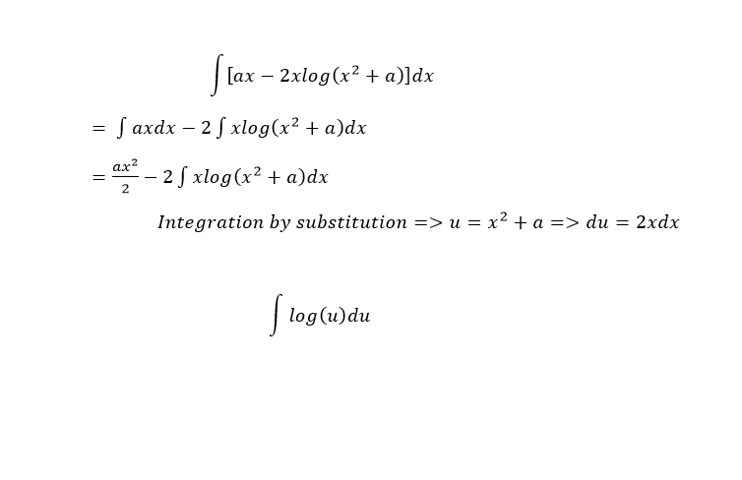 ∫[ax − 2xlog(x² + a)]dx
= ∫ axdx − 2 ∫ xlog(x² + a)dx
= ax²/2 − 2 ∫ xlog(x² + a)dx
Integration by substitution => u = x² + a => du = 2xdx
∫ log(u)du